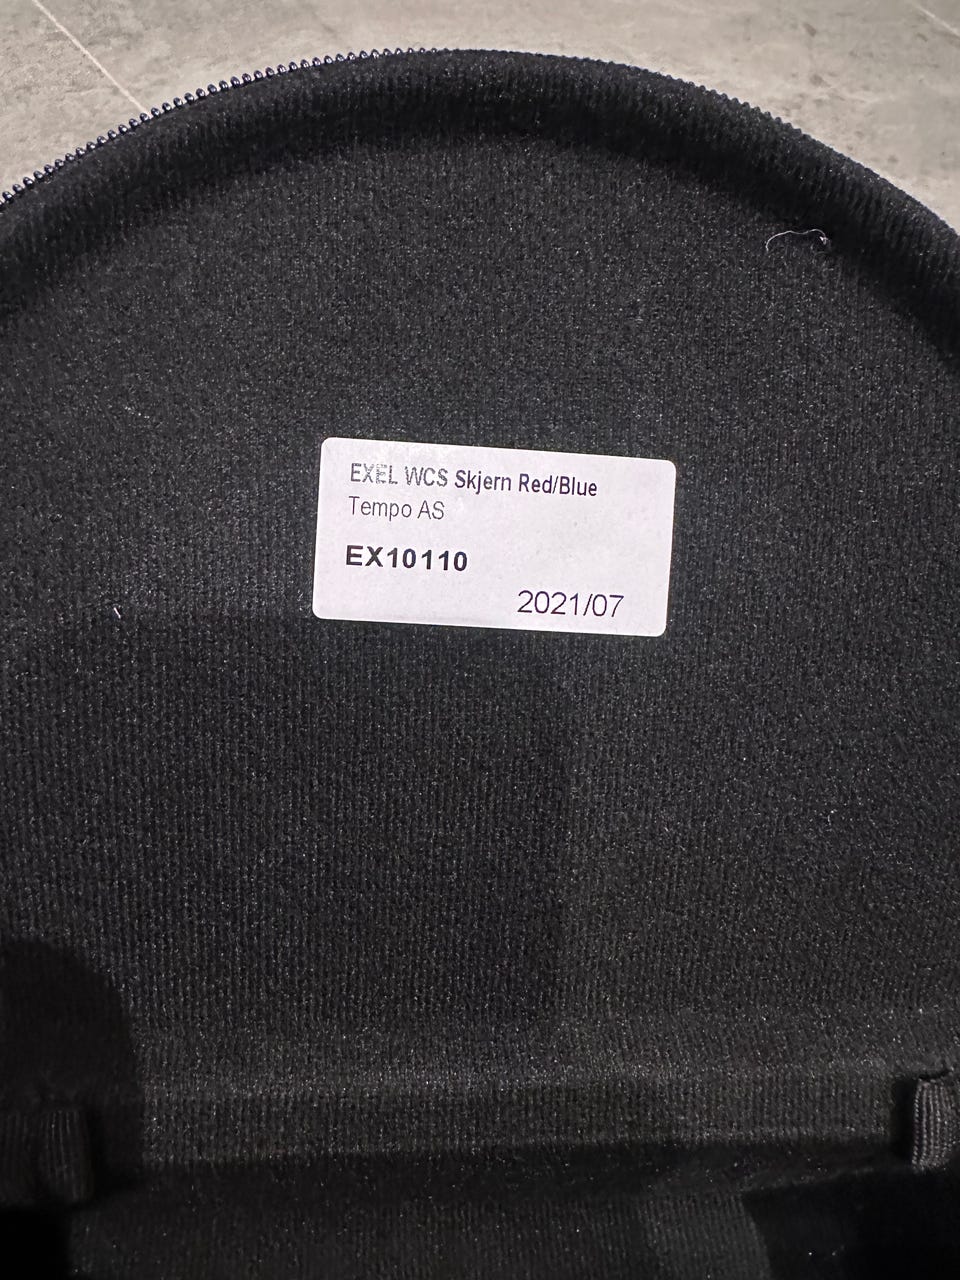 EXEL WCS Skjern Red/Blue
Tempo AS
EX10110
2021/07